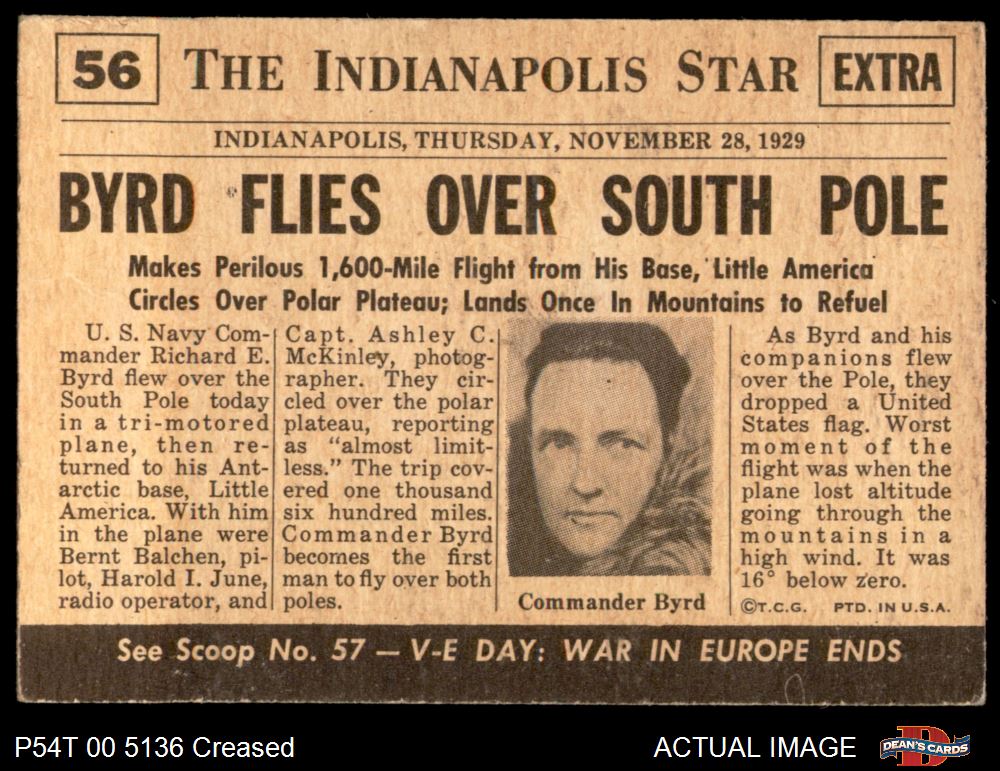 56 THE INDIANAPOLIS STAR EXTRA
INDIANAPOLIS, THURSDAY, NOVEMBER 28, 1929
BYRD FLIES OVER SOUTH POLE
Makes Perilous 1,600-Mile Flight from His Base, Little America
Circles Over Polar Plateau; Lands Once In Mountains to Refuel
U. S. Navy Com-
mander Richard E.
Byrd flew over the
South Pole today
in a tri-motored
plane, then re-
turned to his Ant-
arctic base, Little
America. With him
in the plane were
Bernt Balchen, pi-
lot, Harold I. June,
radio operator, and
Capt. Ashley C.
McKinley, photog-
rapher. They cir-
cled over the polar
plateau, reporting
as "almost limit-
less." The trip cov-
ered one thousand
six hundred miles.
Commander Byrd
becomes the first
man to fly over both
poles.
Commander Byrd
As Byrd and his
companions flew
over the Pole, they
dropped a United
States flag. Worst
moment of the
flight was when the
plane lost altitude
going through the
mountains in a
high wind. It was
16° below zero.
©T.C.G. PTD. IN U.S.A.
See Scoop No. 57 — V-E DAY: WAR IN EUROPE ENDS
P54T 00 5136 Creased
ACTUAL IMAGE
DEAN'S CARDS